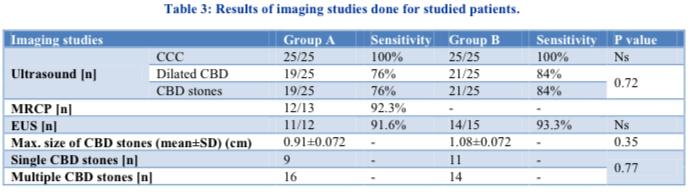 Table 3: Results of imaging studies done for studied patients.
Imaging studies Group A Sensitivity Group B Sensitivity P value
Ultrasound [n] CCC 25/25 100% 25/25 100% Ns
Dilated CBD 19/25 76% 21/25 84% 0.72
CBD stones 19/25 76% 21/25 84%
MRCP [n] 12/13 92.3% - -
EUS [n] 11/12 91.6% 14/15 93.3% Ns
Max. size of CBD stones (mean±SD) (cm) 0.91±0.072 - 1.08±0.072 - 0.35
Single CBD stones [n] 9 - 11 - 0.77
Multiple CBD stones [n] 16 - 14 -